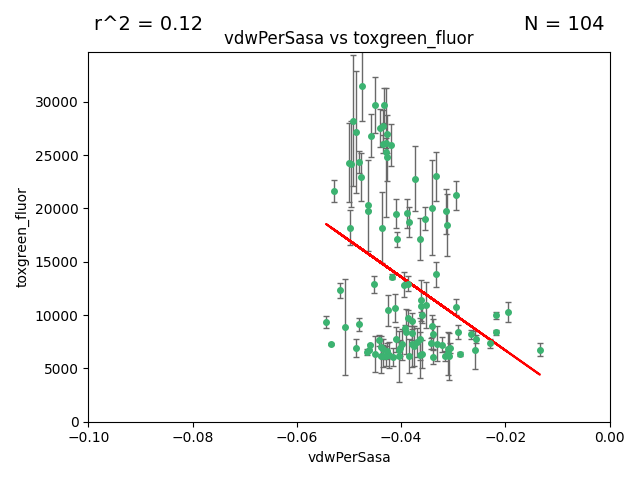 r^2 = 0.12
N = 104
vdwPerSasa vs toxgreen_fluor
30000
25000
20000
15000
10000
5000
0
toxgreen_fluor
−0.10
−0.08
−0.06
−0.04
−0.02
0.00
vdwPerSasa